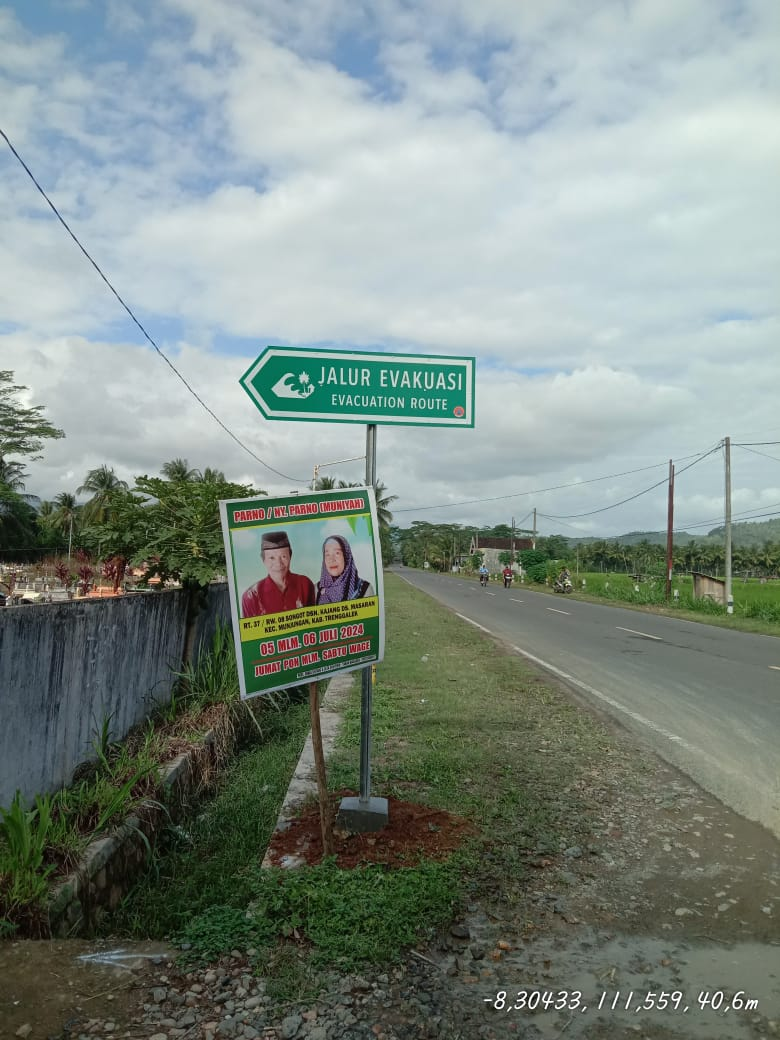 JALUR EVAKUASI
EVACUATION ROUTE
PARNO / NY. PARNO (MUNIYAH)
RT. 37 / RW. 08 SONGOT DSN. KAJANG DS. MASARAN
KEC. MUNJUNGAN, KAB. TRENGGALEK
05 MLM. 06 JULI 2024
JUMAT PON MLM. SABTU WAGE
-8,30433, 111,559, 40,6m